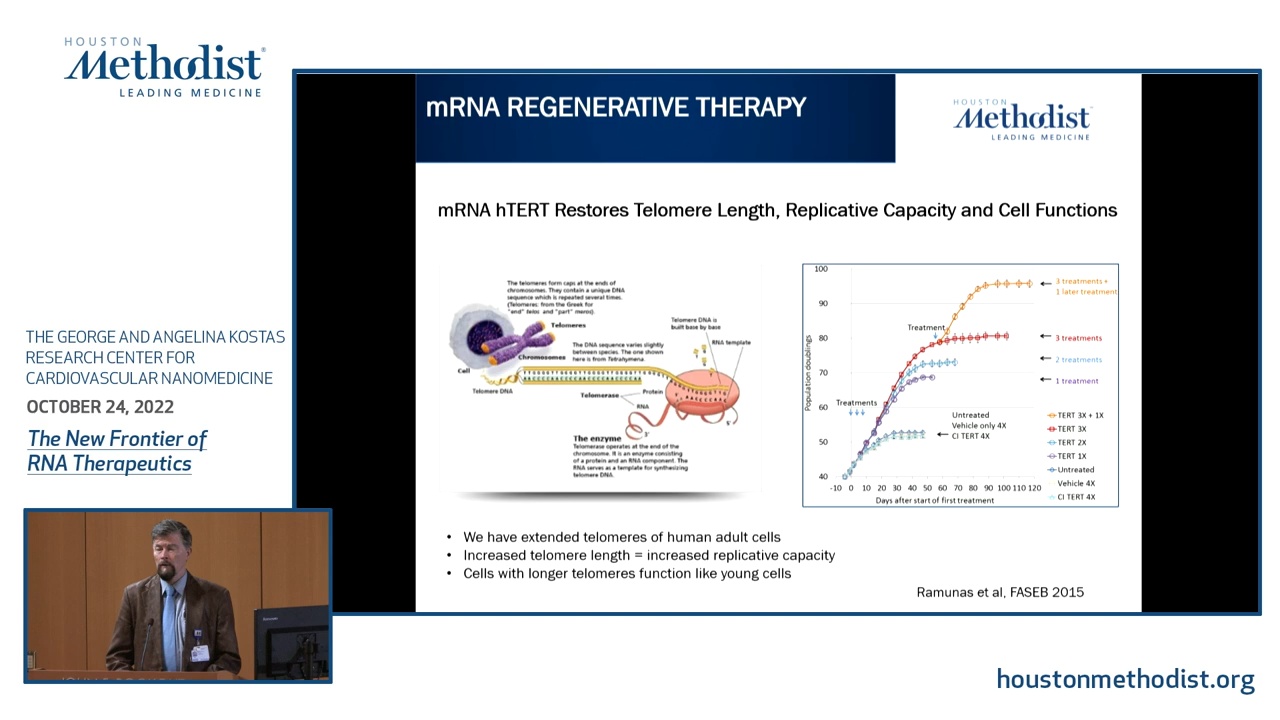 HOUSTON
Methodist®
LEADING MEDICINE
THE GEORGE AND ANGELINA KOSTAS
RESEARCH CENTER FOR
CARDIOVASCULAR NANOMEDICINE
OCTOBER 24, 2022
The New Frontier of
RNA Therapeutics
mRNA REGENERATIVE THERAPY
HOUSTON
Methodist
LEADING MEDICINE
mRNA hTERT Restores Telomere Length, Replicative Capacity and Cell Functions
The telomeres form caps at the ends of
chromosomes. They contain a unique DNA
sequence which is repeated several times.
(Telomeres: from the Greek for
"end" telos and "part" meros).
Telomeres
Chromosomes
Cell
The DNA sequence varies slightly
between species. The one shown
here is from Tetrahymena.
Telomere DNA is
built base by base
RNA template
Telomere DNA
Telomerase
Protein
RNA
3'
5'
The enzyme
Telomerase operates at the end of the
chromosome. It is an enzyme consisting
of a protein and an RNA component. The
RNA serves as a template for synthesizing
telomere DNA.
100
90
80
70
60
50
40
Population doublings
-10 0 10 20 30 40 50 60 70 80 90 100 110 120
Days after start of first treatment
Treatments
Treatment
3 treatments +
1 later treatment
3 treatments
2 treatments
1 treatment
Untreated
Vehicle only 4X
CI TERT 4X
TERT 3X + 1X
TERT 3X
TERT 2X
TERT 1X
Untreated
Vehicle 4X
CI TERT 4X
• We have extended telomeres of human adult cells
• Increased telomere length = increased replicative capacity
• Cells with longer telomeres function like young cells
Ramunas et al, FASEB 2015
houstonmethodist.org